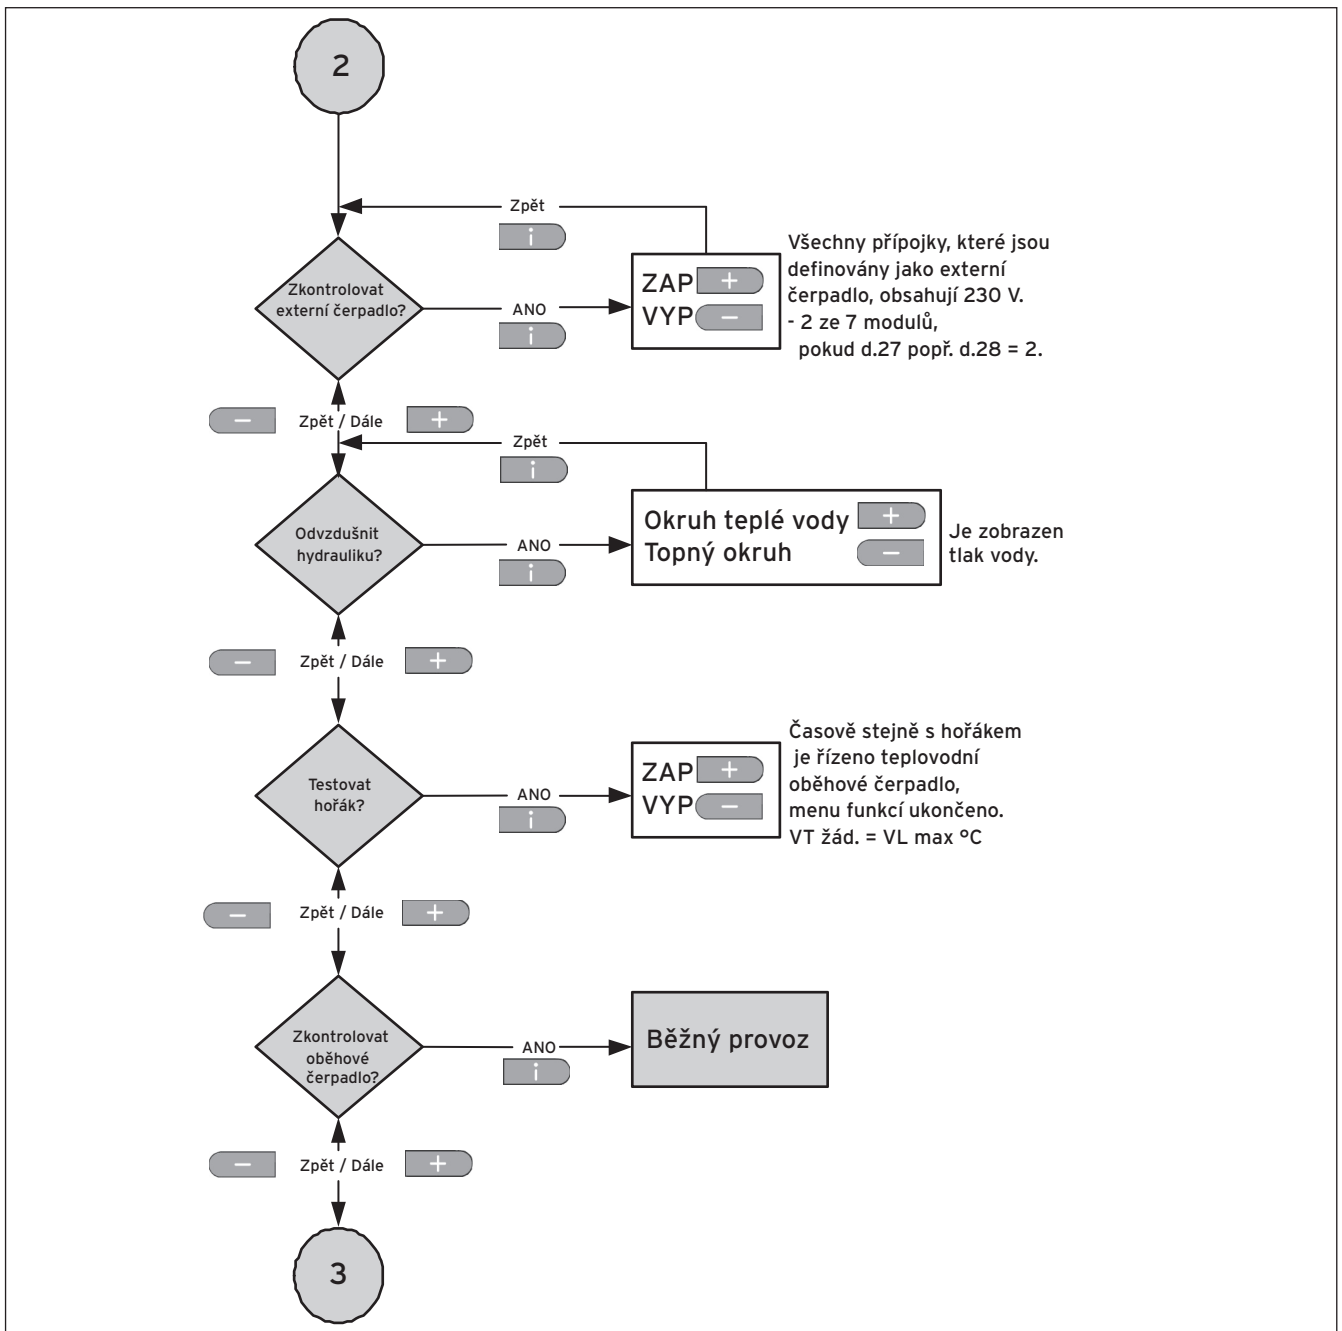 2
Zpět
i
Zkontrolovat
externí čerpadlo?
ANO
i
ZAP +
VYP −
Všechny přípojky, které jsou
definovány jako externí
čerpadlo, obsahují 230 V.
- 2 ze 7 modulů,
pokud d.27 popř. d.28 = 2.
− Zpět / Dále +
Zpět
i
Odvzdušnit
hydrauliku?
ANO
i
Okruh teplé vody +
Topný okruh −
Je zobrazen
tlak vody.
− Zpět / Dále +
Testovat
hořák?
ANO
i
ZAP +
VYP −
Časově stejně s hořákem
je řízeno teplovodní
oběhové čerpadlo,
menu funkcí ukončeno.
VT žád. = VL max °C
− Zpět / Dále +
Zkontrolovat
oběhové
čerpadlo?
ANO
i
Běžný provoz
− Zpět / Dále +
3